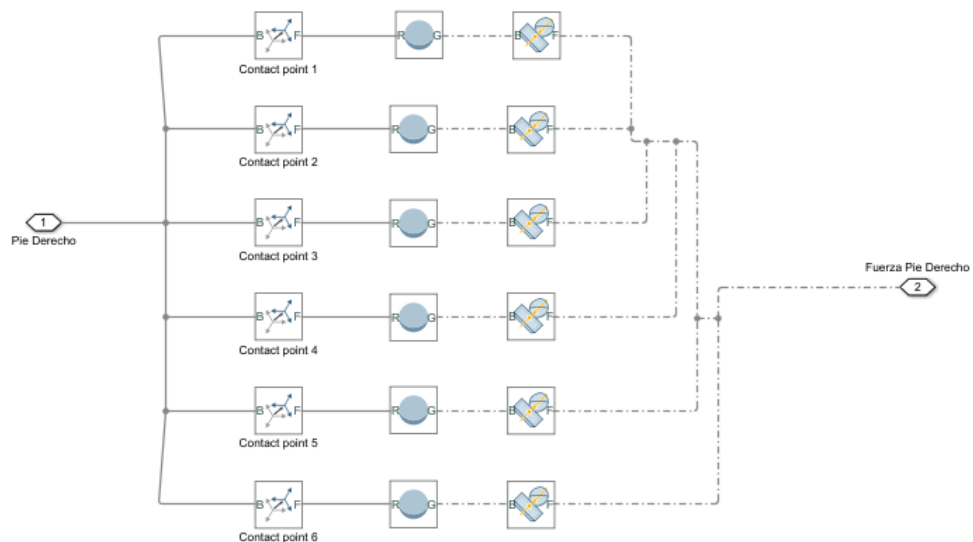 B F R G B F
Contact point 1
B F R G B F
Contact point 2
1
Pie Derecho
B F R G B F
Contact point 3
Fuerza Pie Derecho
2
B F R G B F
Contact point 4
B F R G B F
Contact point 5
B F R G B F
Contact point 6